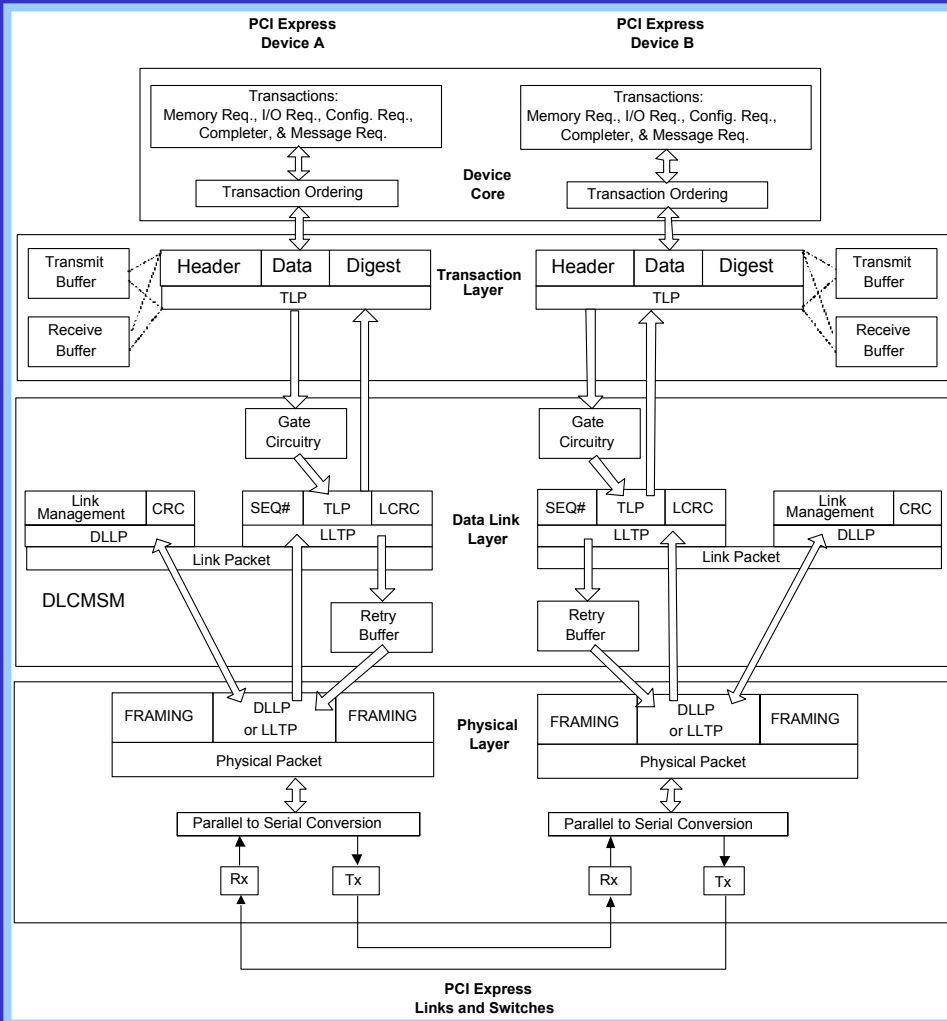 PCI Express
Device A
PCI Express
Device B
Transactions:
Memory Req., I/O Req., Config. Req.,
Completer, & Message Req.
Transactions:
Memory Req., I/O Req., Config. Req.,
Completer, & Message Req.
Device
Core
Transaction Ordering
Transaction Ordering
Transmit
Buffer
Header
Data
Digest
TLP
Receive
Buffer
Transaction
Layer
Header
Data
Digest
TLP
Transmit
Buffer
Receive
Buffer
Gate
Circuitry
Gate
Circuitry
Link
Management
CRC
DLLP
SEQ#
TLP
LCRC
LLTP
Link Packet
Data Link
Layer
SEQ#
TLP
LCRC
LLTP
Link
Management
CRC
DLLP
Link Packet
DLCMSM
Retry
Buffer
Retry
Buffer
FRAMING
DLLP
or LLTP
FRAMING
Physical Packet
Physical
Layer
FRAMING
DLLP
or LLTP
FRAMING
Physical Packet
Parallel to Serial Conversion
Parallel to Serial Conversion
Rx
Tx
Rx
Tx
PCI Express
Links and Switches